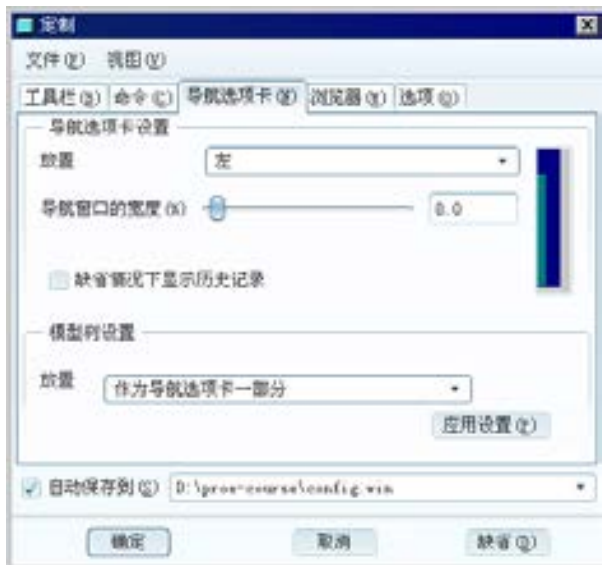 定制
文件(F) 视图(V)
工具栏(B) 命令(C) 导航选项卡(N) 浏览器(W) 选项(O)
导航选项卡设置
放置 左
导航窗口的宽度(N) 0.0
缺省情况下显示历史记录
模型树设置
放置 作为导航选项卡一部分
应用设置(P)
自动保存到(S) D:\proe-course\config.win
确定 取消 缺省(D)